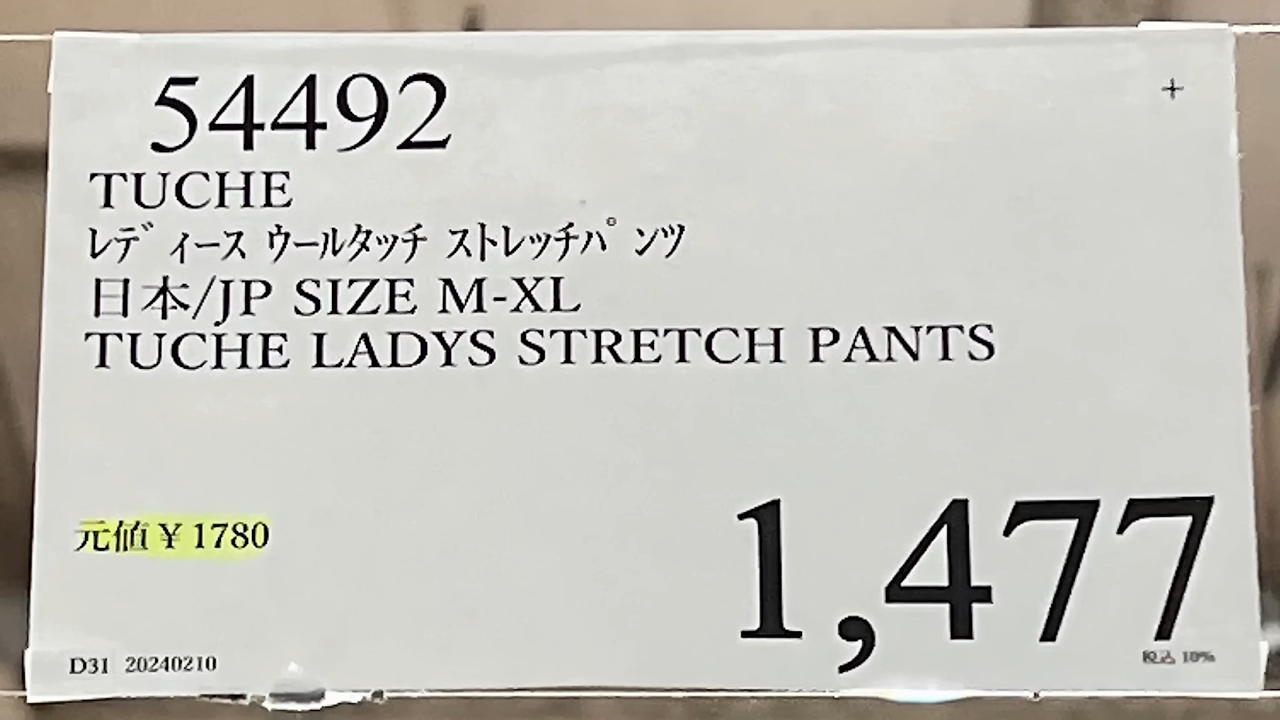 54492
+
TUCHE
レディース ウールタッチ ストレッチパンツ
日本/JP SIZE M-XL
TUCHE LADYS STRETCH PANTS
元値¥1780
1,477
税込 10%
D31 20240210